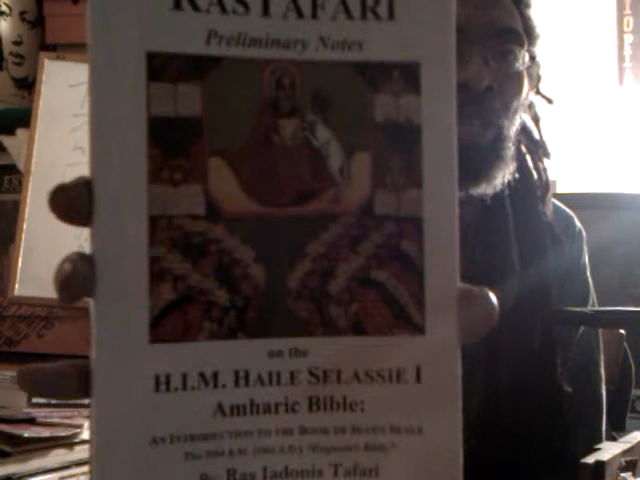 RASTAFARI
Preliminary Notes
on the
H.I.M. HAILE SELASSIE I
Amharic Bible:
AN INTRODUCTION TO THE BOOK OF SEVEN SEALS
By Ras Iadonis Tafari